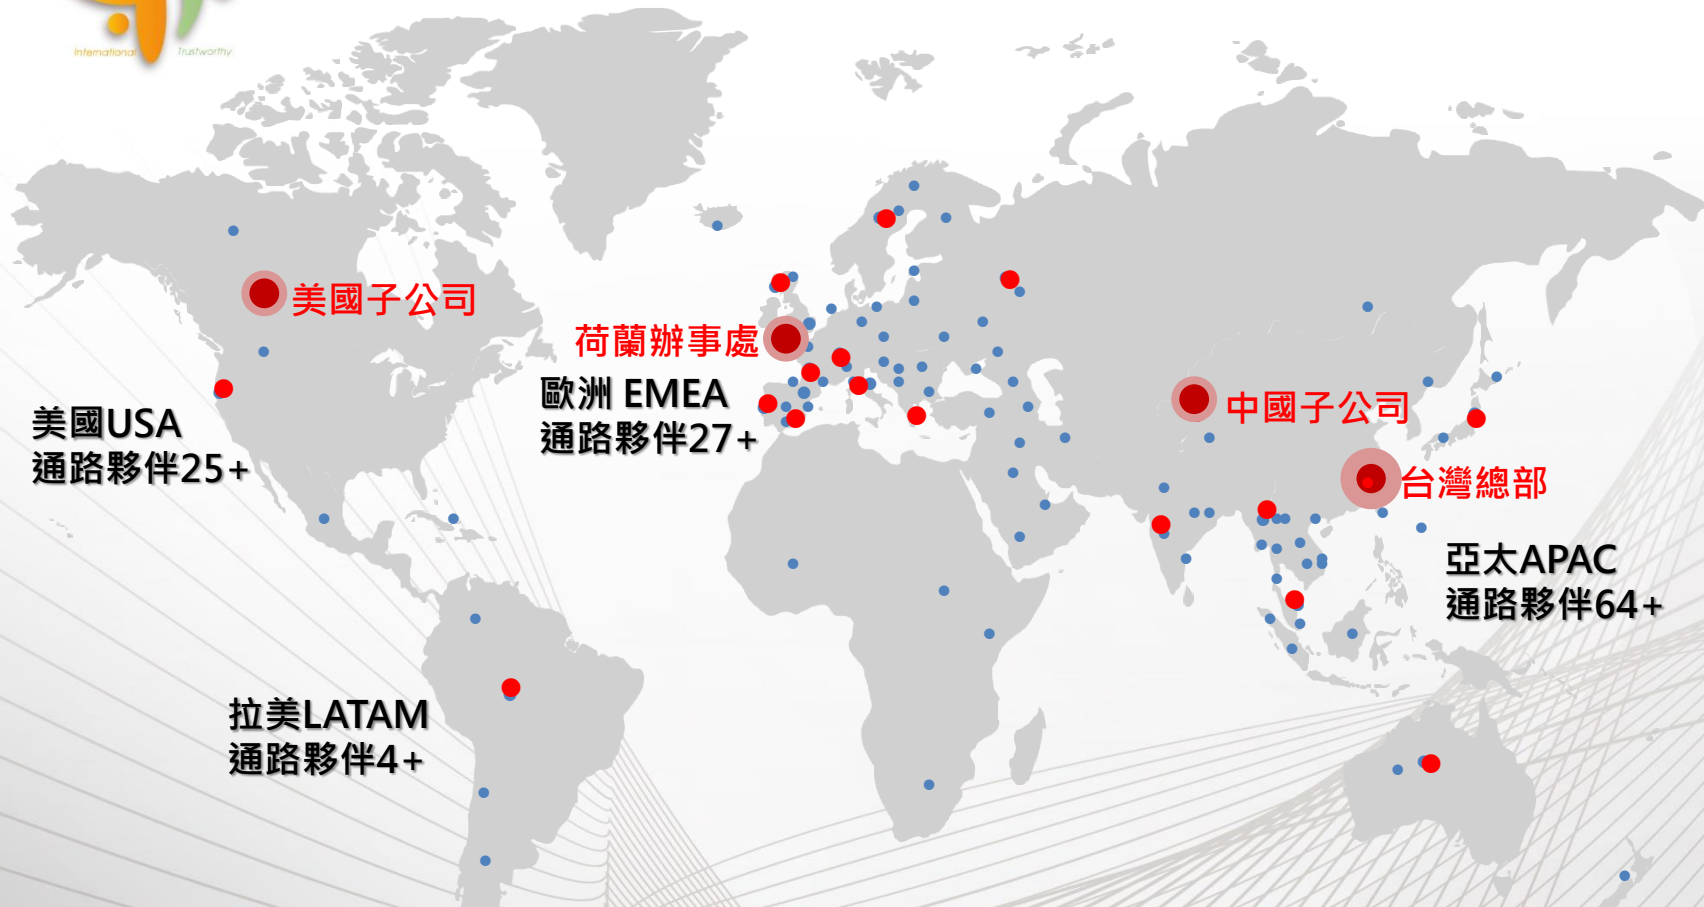 International Trustworthy
美國子公司
荷蘭辦事處
歐洲 EMEA
通路夥伴27+
美國USA
通路夥伴25+
中國子公司
台灣總部
亞太APAC
通路夥伴64+
拉美LATAM
通路夥伴4+